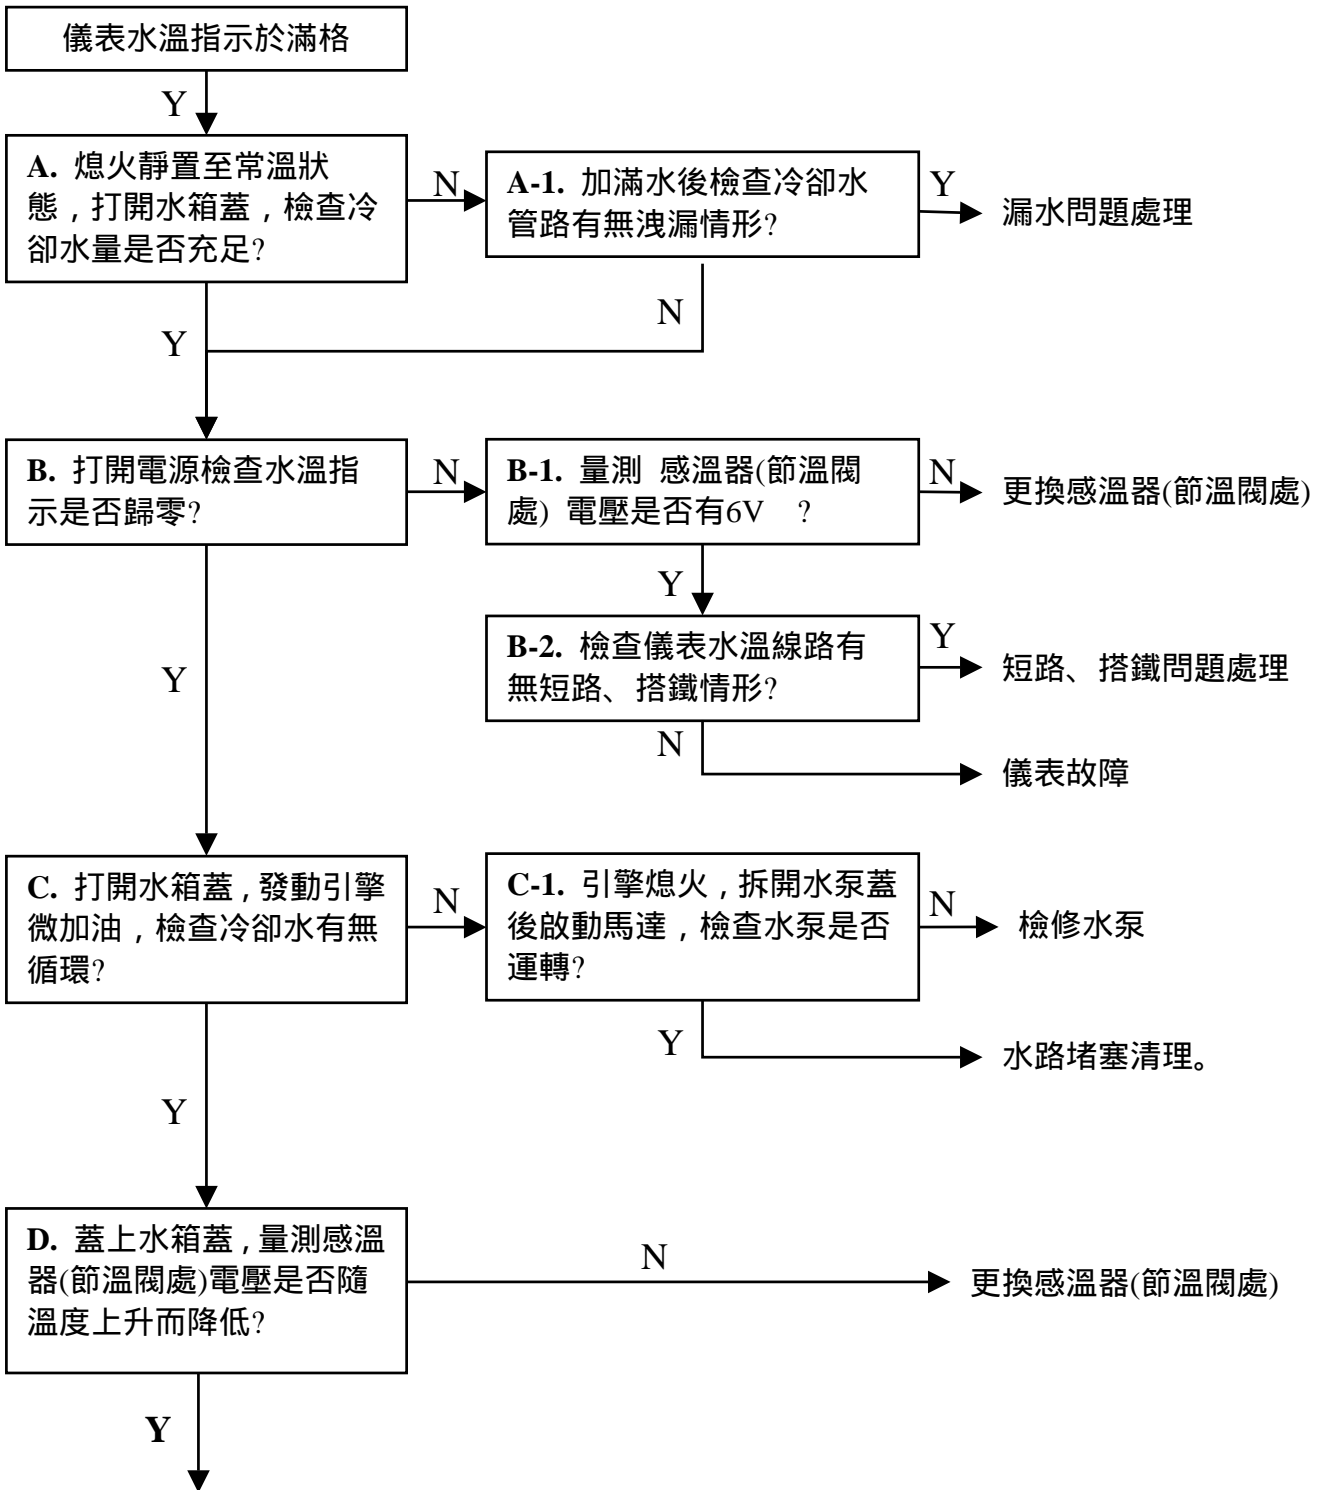 儀表水溫指示於滿格
Y
A. 熄火靜置至常溫狀
態，打開水箱蓋，檢查冷
卻水量是否充足?
N
A-1. 加滿水後檢查冷卻水
管路有無洩漏情形?
Y
漏水問題處理
N
Y
B. 打開電源檢查水溫指
示是否歸零?
N
B-1. 量測 感溫器(節溫閥
處) 電壓是否有6V ?
N
更換感溫器(節溫閥處)
Y
B-2. 檢查儀表水溫線路有
無短路、搭鐵情形?
Y
短路、搭鐵問題處理
Y
N
儀表故障
C. 打開水箱蓋，發動引擎
微加油，檢查冷卻水有無
循環?
N
C-1. 引擎熄火，拆開水泵蓋
後啟動馬達，檢查水泵是否
運轉?
N
檢修水泵
Y
水路堵塞清理。
Y
D. 蓋上水箱蓋，量測感溫
器(節溫閥處)電壓是否隨
溫度上升而降低?
N
更換感溫器(節溫閥處)
Y